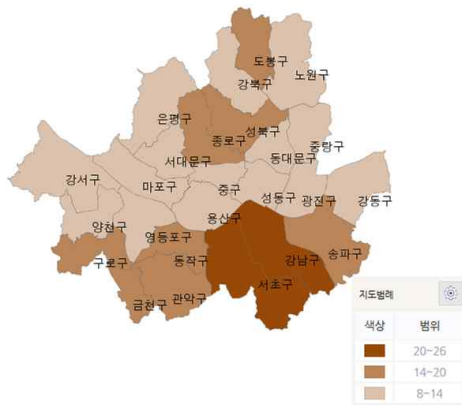 도봉구
노원구
강북구
은평구
성북구
종로구
중랑구
서대문구
동대문구
강서구
마포구
중구
성동구
광진구
강동구
양천구
용산구
영등포구
송파구
구로구
동작구
강남구
서초구
금천구
관악구
지도범례
색상 범위
20~26
14~20
8~14